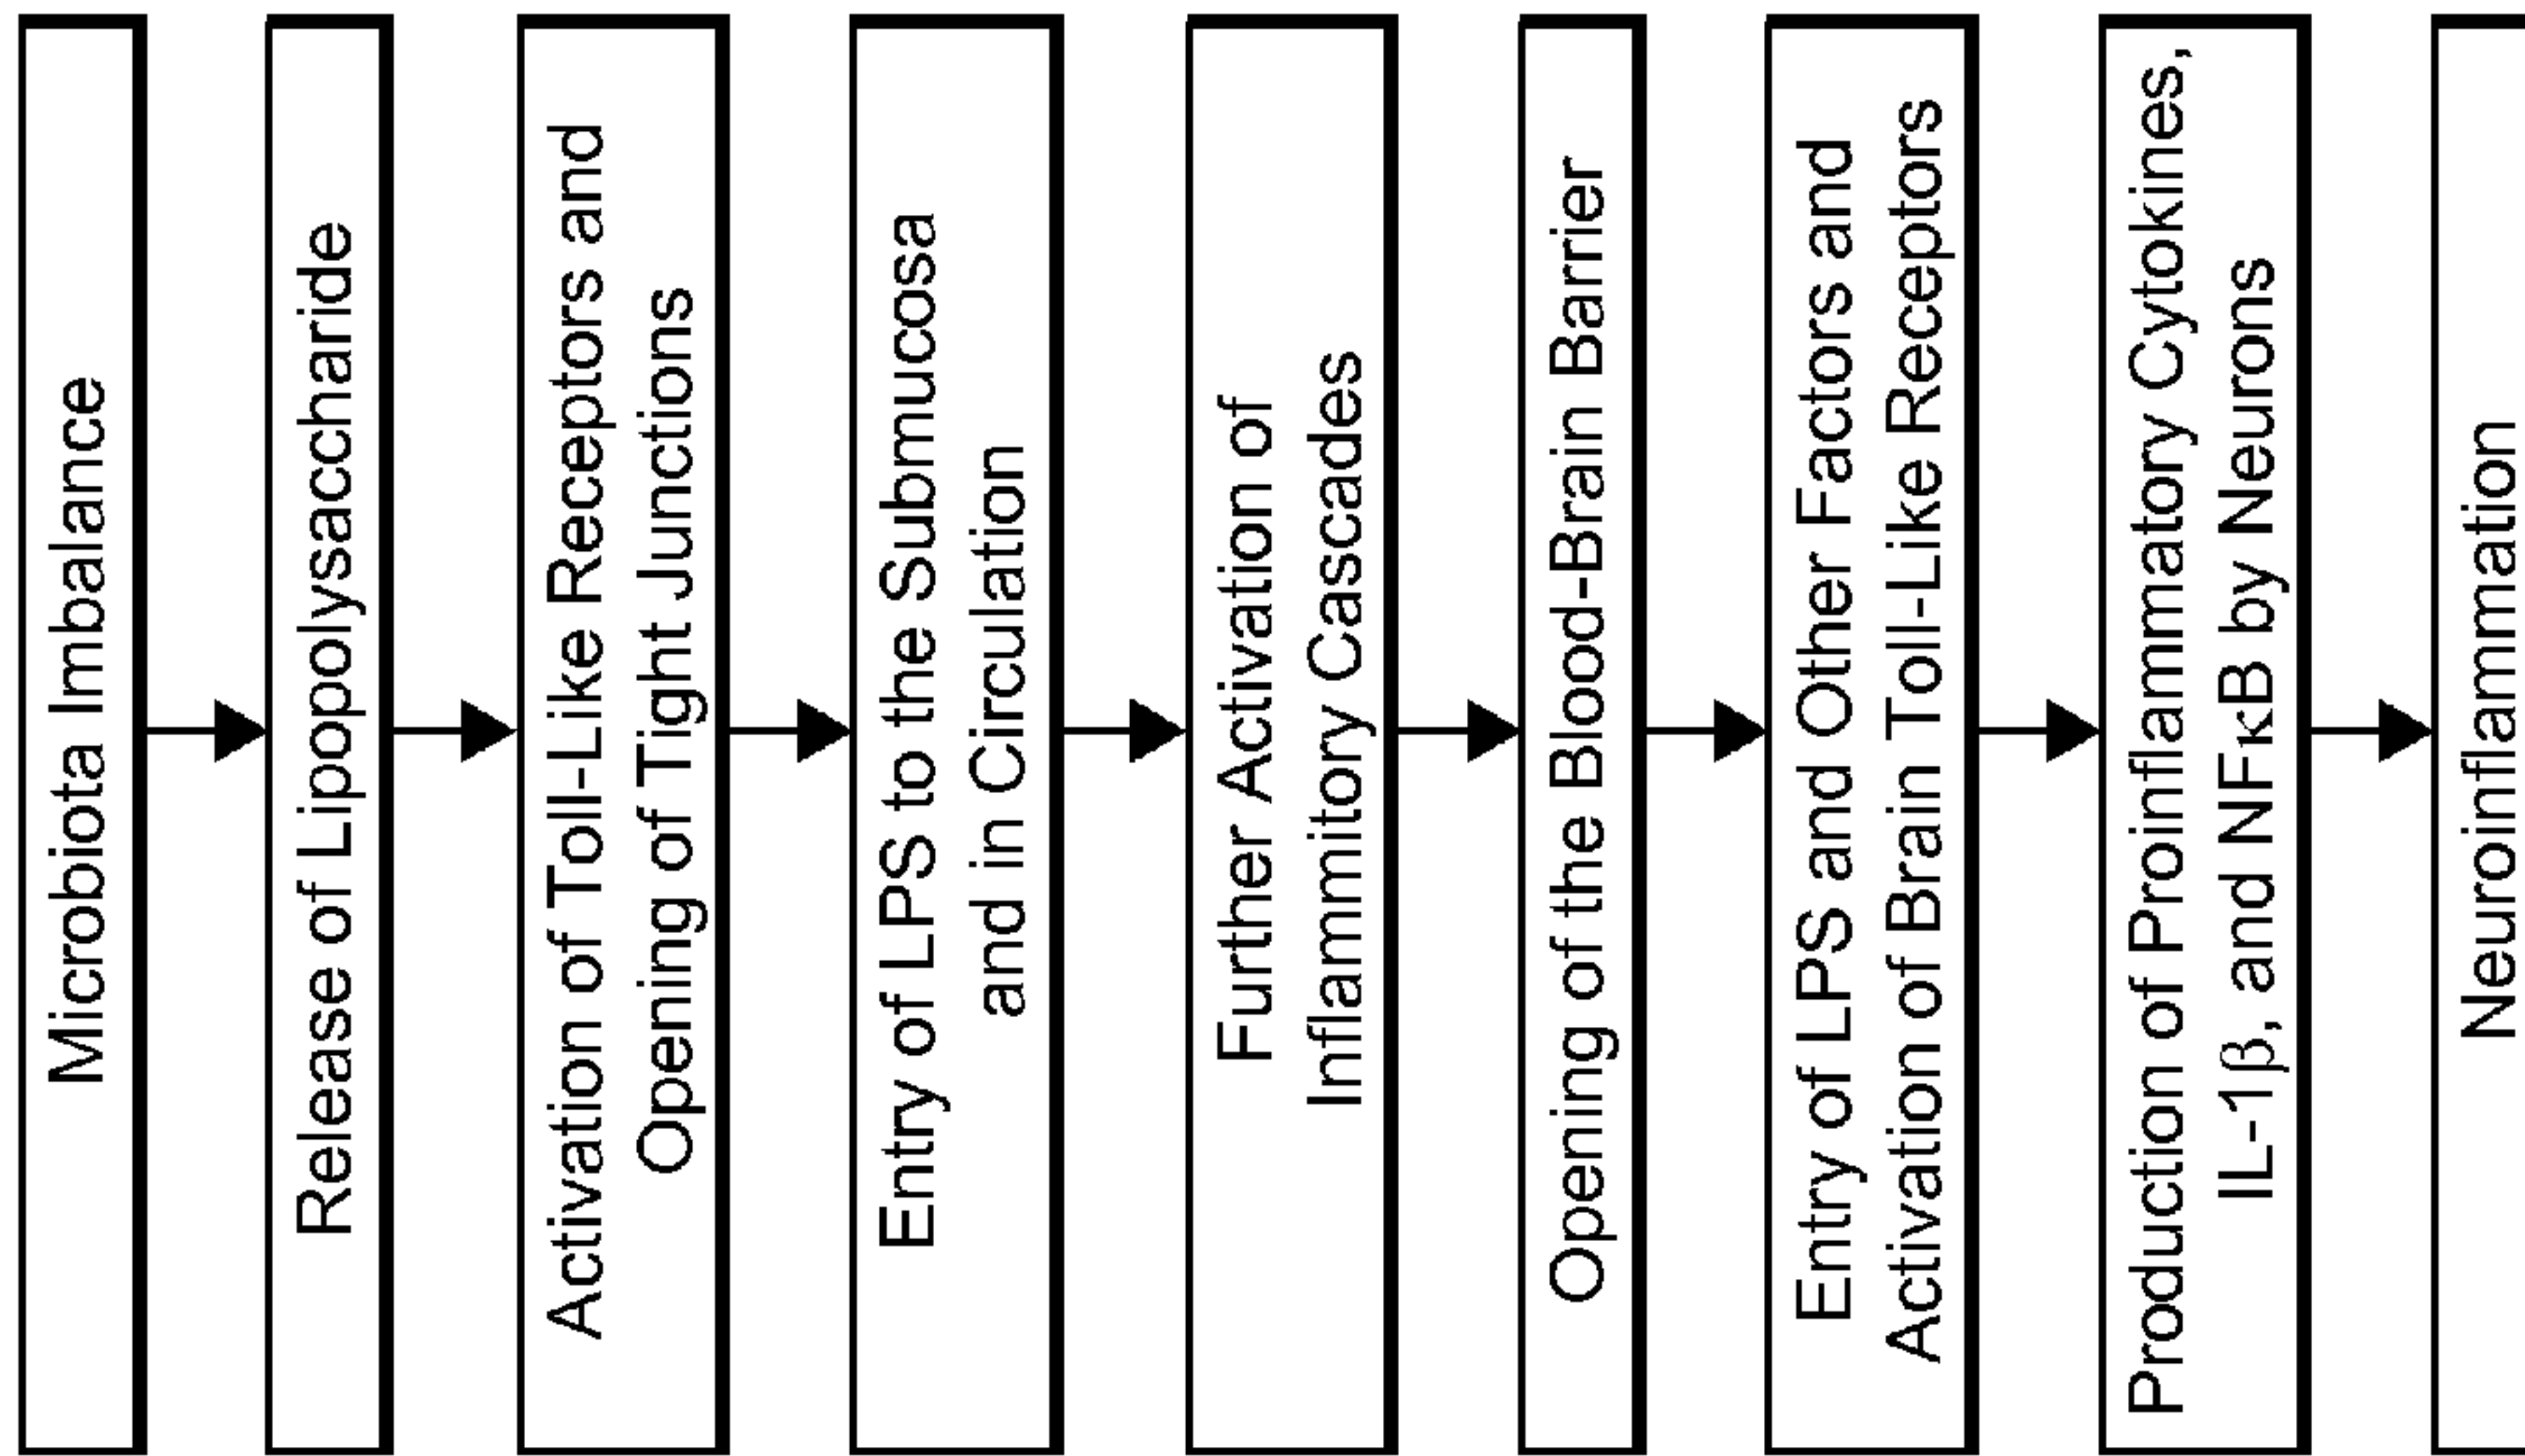 Microbiota Imbalance
Release of Lipopolysaccharide
Activation of Toll-Like Receptors and
Opening of Tight Junctions
Entry of LPS to the Submucosa
and in Circulation
Further Activation of
Inflammitory Cascades
Opening of the Blood-Brain Barrier
Entry of LPS and Other Factors and
Activation of Brain Toll-Like Receptors
Production of Proinflammatory Cytokines,
IL-1β, and NFκB by Neurons
Neuroinflammation